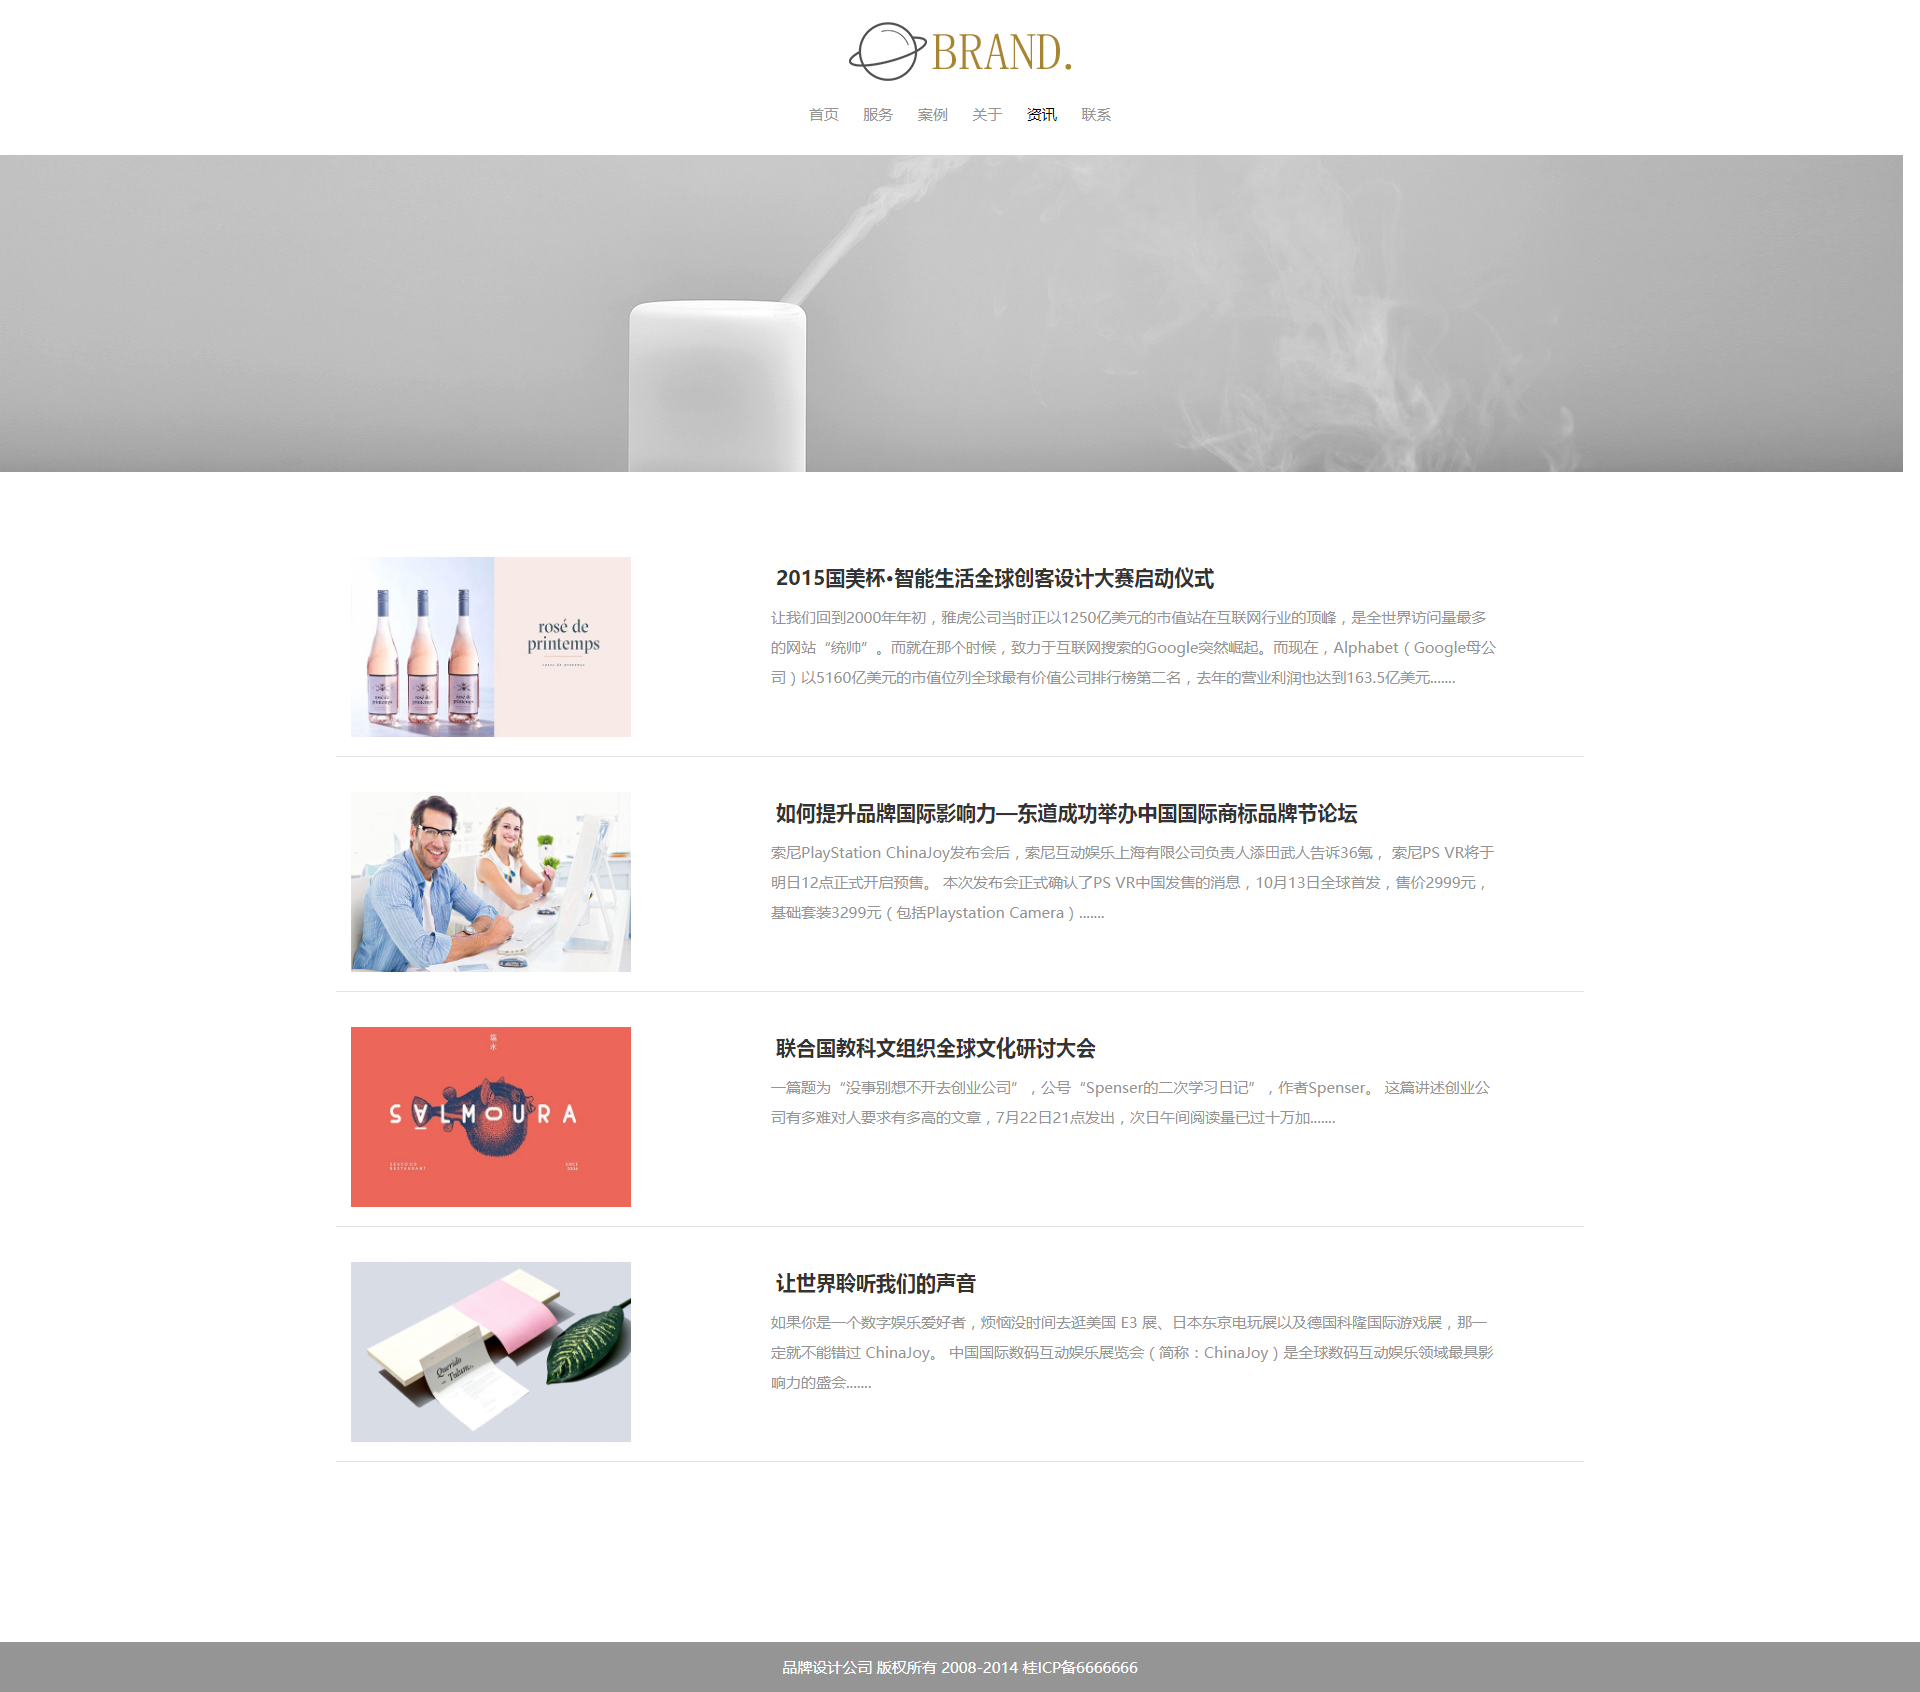 BRAND.
首页 服务 案例 关于 资讯 联系
rosé de
printemps
2015国美杯•智能生活全球创客设计大赛启动仪式
让我们回到2000年年初，雅虎公司当时正以1250亿美元的市值站在互联网行业的顶峰，是全世界访问量最多
的网站“统帅”。而就在那个时候，致力于互联网搜索的Google突然崛起。而现在，Alphabet（Google母公
司）以5160亿美元的市值位列全球最有价值公司排行榜第二名，去年的营业利润也达到163.5亿美元.......
如何提升品牌国际影响力—东道成功举办中国国际商标品牌节论坛
索尼PlayStation ChinaJoy发布会后，索尼互动娱乐上海有限公司负责人添田武人告诉36氪， 索尼PS VR将于
明日12点正式开启预售。 本次发布会正式确认了PS VR中国发售的消息，10月13日全球首发，售价2999元，
基础套装3299元（包括Playstation Camera）.......
SALMOURA
SEAFOOD
RESTAURANT
联合国教科文组织全球文化研讨大会
一篇题为“没事别想不开去创业公司”，公号“Spenser的二次学习日记”，作者Spenser。 这篇讲述创业公
司有多难对人要求有多高的文章，7月22日21点发出，次日午间阅读量已过十万加.......
Querido
Tulum
让世界聆听我们的声音
如果你是一个数字娱乐爱好者，烦恼没时间去逛美国 E3 展、日本东京电玩展以及德国科隆国际游戏展，那一
定就不能错过 ChinaJoy。 中国国际数码互动娱乐展览会（简称：ChinaJoy）是全球数码互动娱乐领域最具影
响力的盛会.......
品牌设计公司 版权所有 2008-2014 桂ICP备6666666